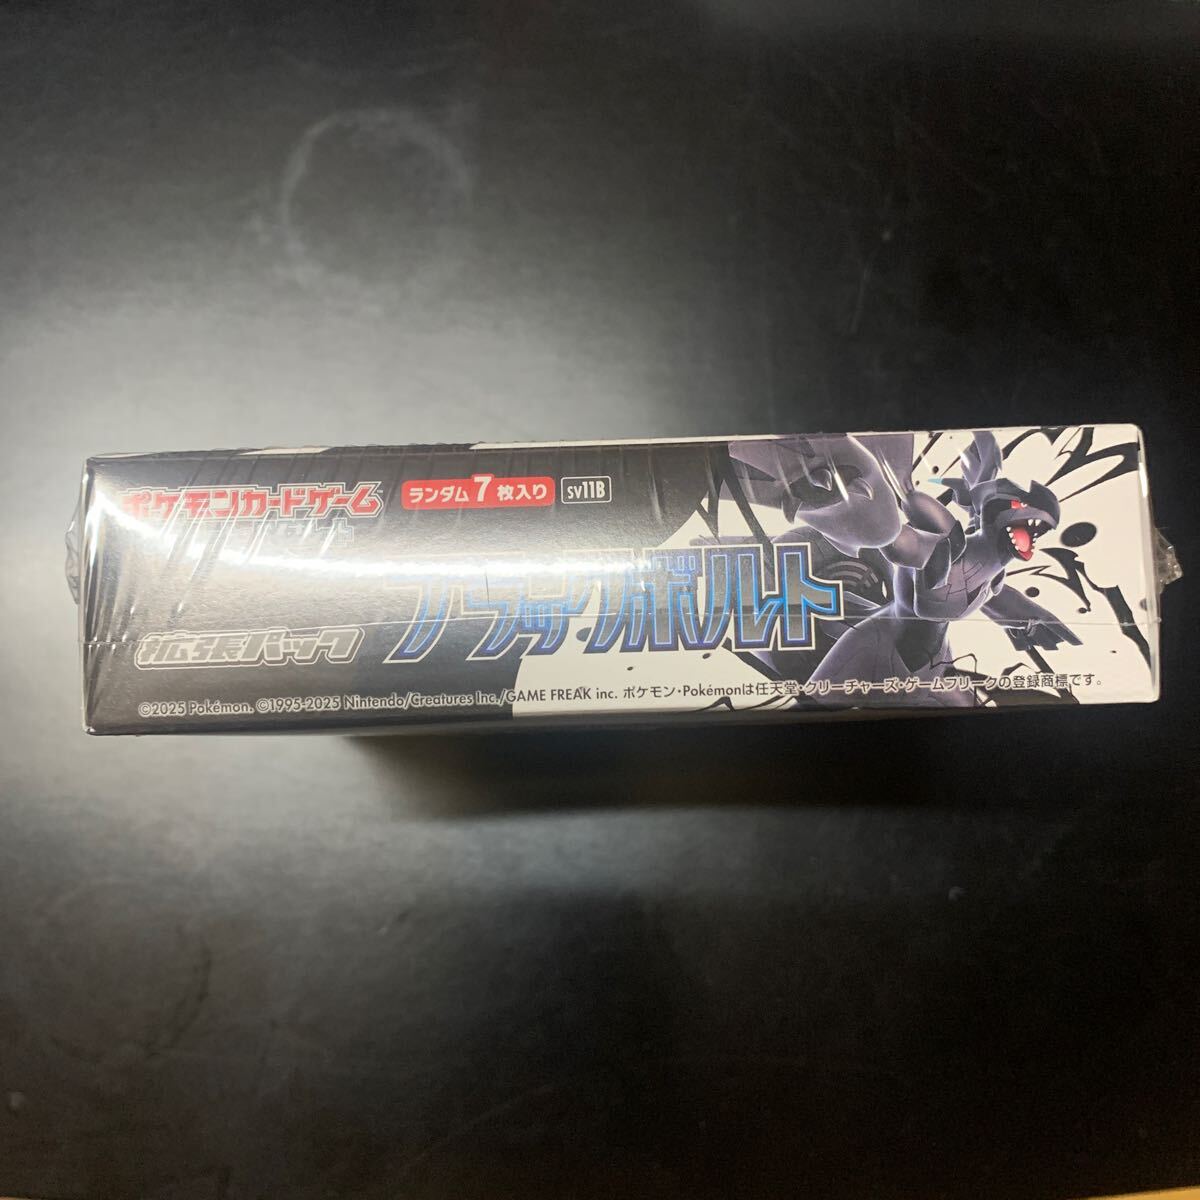 ポケモンカードゲーム
ランダム7枚入り
SV11B
ブラックボルト
拡張パック
©2025 Pokémon. ©1995-2025 Nintendo/Creatures Inc./GAME FREAK inc. ポケモン・Pokémonは任天堂・クリーチャーズ・ゲームフリークの登録商標です。